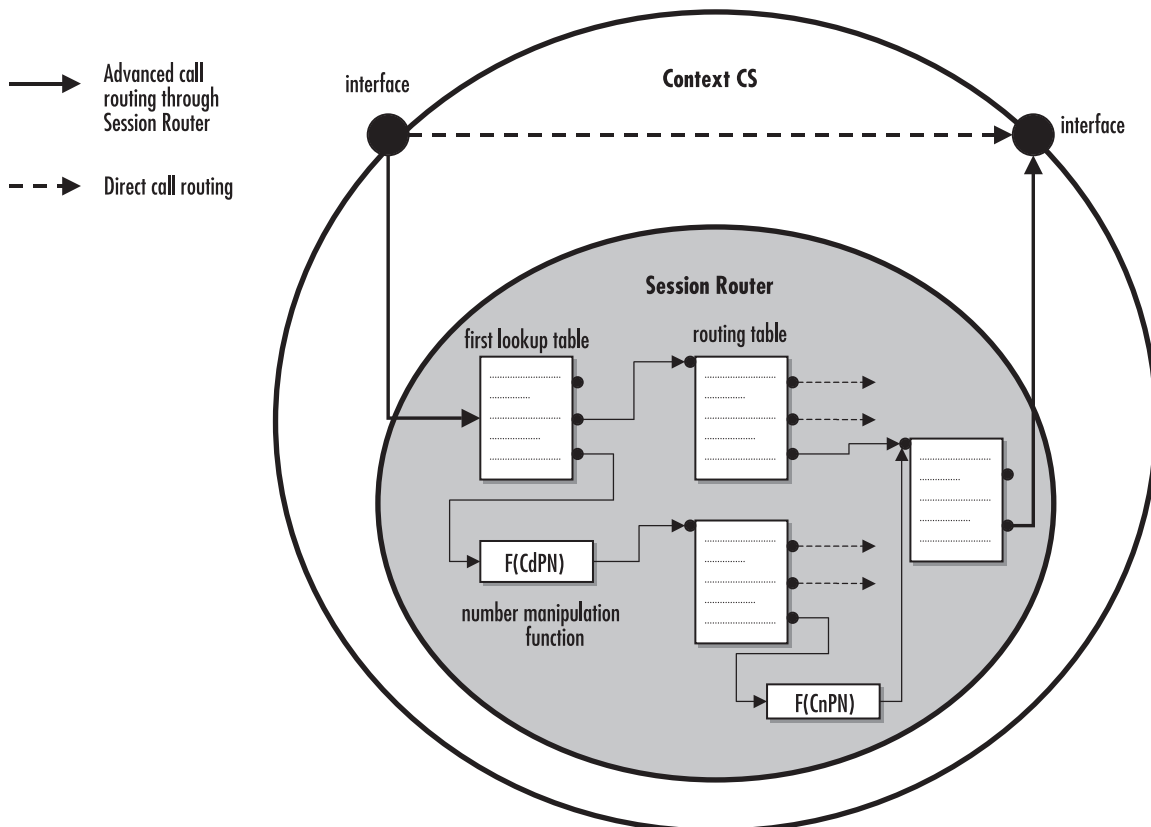 Advanced call
routing through
Session Router
Direct call routing
interface
Context CS
interface
Session Router
first lookup table
routing table
F(CdPN)
number manipulation
function
F(CnPN)